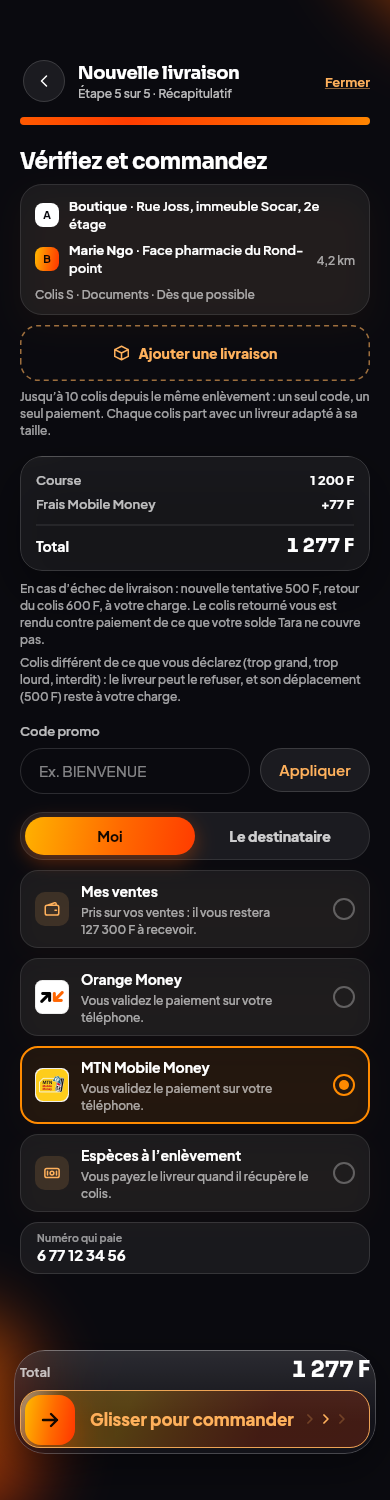 Nouvelle livraison
Étape 5 sur 5 · Récapitulatif
Fermer
Vérifiez et commandez
A
Boutique · Rue Joss, immeuble Socar, 2e
étage
B
Marie Ngo · Face pharmacie du Rond-
point
4,2 km
Colis S · Documents · Dès que possible
Ajouter une livraison
Jusqu'à 10 colis depuis le même enlèvement : un seul code, un
seul paiement. Chaque colis part avec un livreur adapté à sa
taille.
Course
1 200 F
Frais Mobile Money
+77 F
Total
1 277 F
En cas d'échec de livraison : nouvelle tentative 500 F, retour
du colis 600 F, à votre charge. Le colis retourné vous est
rendu contre paiement de ce que votre solde Tara ne couvre
pas.
Colis différent de ce que vous déclarez (trop grand, trop
lourd, interdit) : le livreur peut le refuser, et son déplacement
(500 F) reste à votre charge.
Code promo
Ex. BIENVENUE
Appliquer
Moi
Le destinataire
Mes ventes
Pris sur vos ventes : il vous restera
127 300 F à recevoir.
Orange Money
Vous validez le paiement sur votre
téléphone.
MTN Mobile Money
Vous validez le paiement sur votre
téléphone.
Espèces à l'enlèvement
Vous payez le livreur quand il récupère le
colis.
Numéro qui paie
6 77 12 34 56
Total
1 277 F
Glisser pour commander